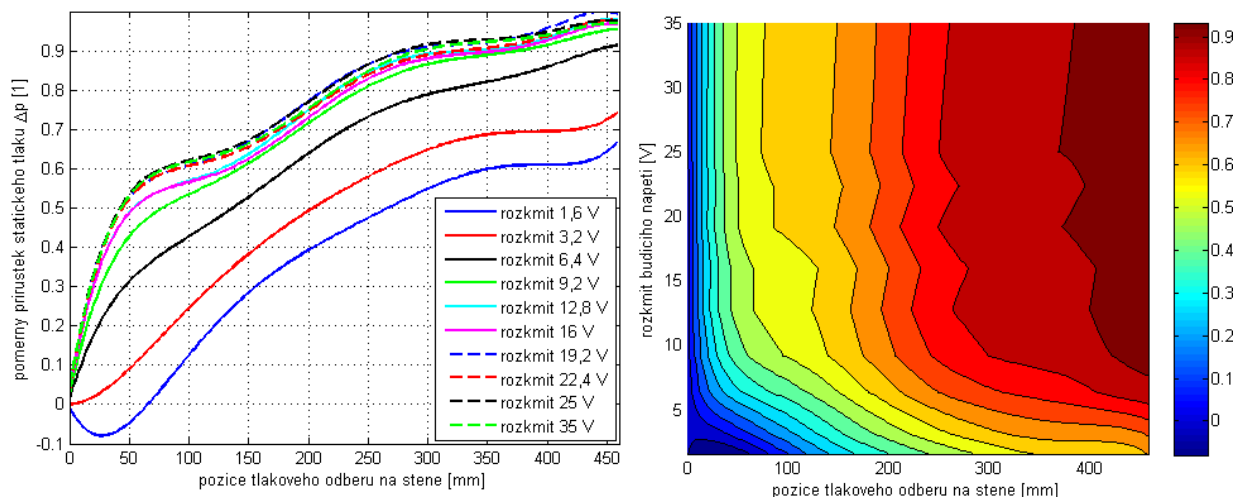 pomerny prirustek statickeho tlaku Δp [1]
0.9
0.8
0.7
0.6
0.5
0.4
0.3
0.2
0.1
0
-0.1
0 50 100 150 200 250 300 350 400 450
pozice tlakoveho odberu na stene [mm]
rozkmit 1,6 V
rozkmit 3,2 V
rozkmit 6,4 V
rozkmit 9,2 V
rozkmit 12,8 V
rozkmit 16 V
rozkmit 19,2 V
rozkmit 22,4 V
rozkmit 25 V
rozkmit 35 V
rozkmit budiciho napeti [V]
35
30
25
20
15
10
5
0 100 200 300 400
pozice tlakoveho odberu na stene [mm]
0.9
0.8
0.7
0.6
0.5
0.4
0.3
0.2
0.1
0